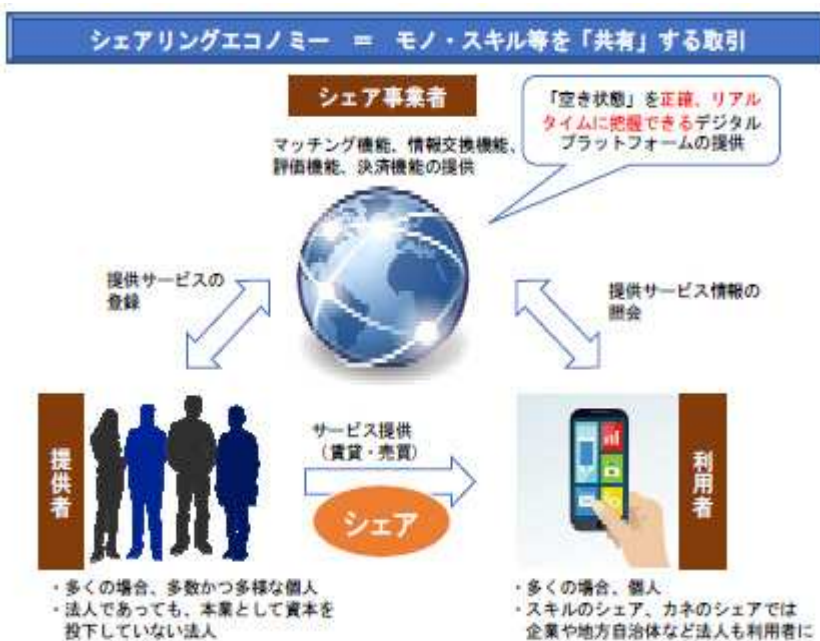 シェアリングエコノミー ＝ モノ・スキル等を「共有」する取引
シェア事業者
「空き状態」を正確、リアル
タイムに把握できるデジタル
プラットフォームの提供
マッチング機能、情報交換機能、
評価機能、決済機能の提供
提供サービスの
登録
提供サービス情報の
照会
提供者
サービス提供
（賃貸・売買）
シェア
利用者
・多くの場合、多数かつ多様な個人
・法人であっても、本業として資本を
投下していない法人
・多くの場合、個人
・スキルのシェア、カネのシェアでは
企業や地方自治体など法人も利用者に